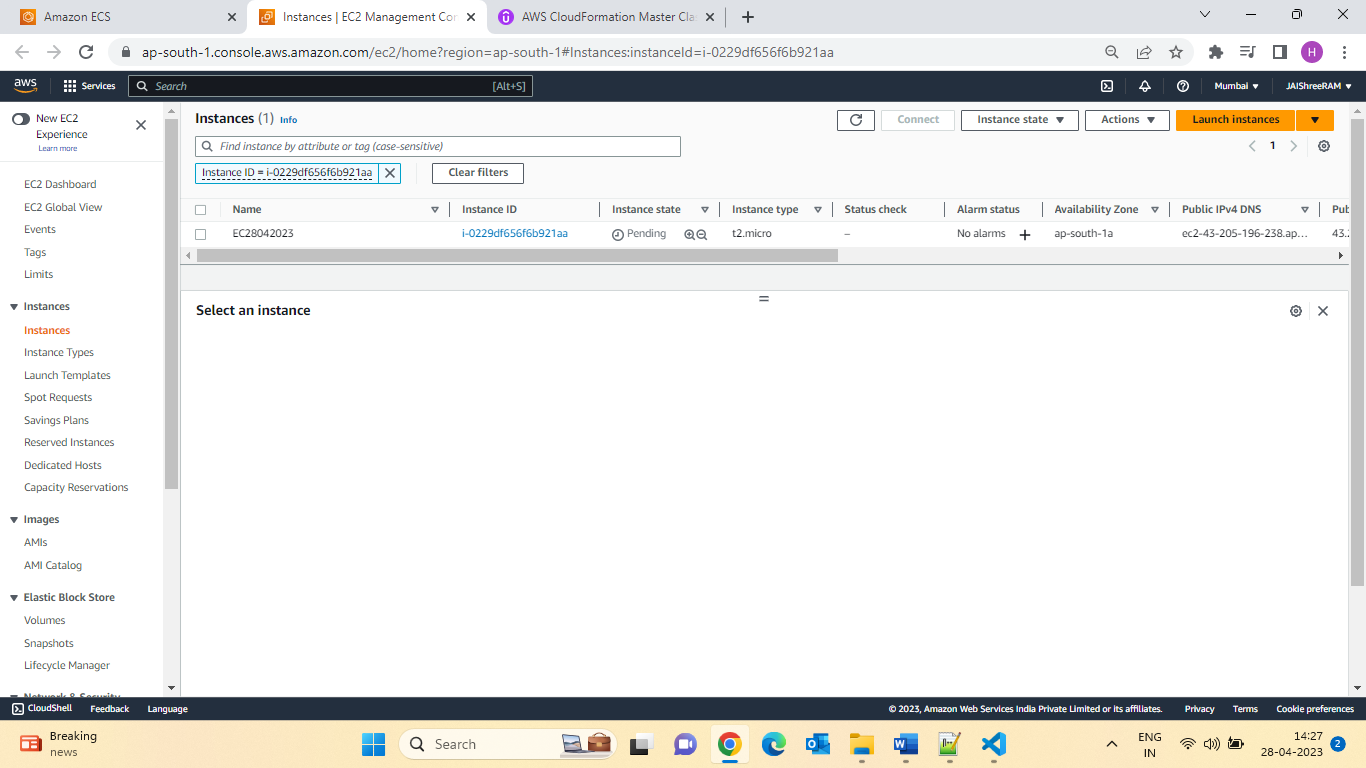 Amazon ECS
Instances | EC2 Management Con
AWS CloudFormation Master Cla
ap-south-1.console.aws.amazon.com/ec2/home?region=ap-south-1#Instances:instanceId=i-0229df656f6b921aa
H
aws
Services
Search
[Alt+S]
Mumbai
JAIShreeRAM
New EC2
Experience
Learn more
EC2 Dashboard
EC2 Global View
Events
Tags
Limits
Instances
Instances
Instance Types
Launch Templates
Spot Requests
Savings Plans
Reserved Instances
Dedicated Hosts
Capacity Reservations
Images
AMIs
AMI Catalog
Elastic Block Store
Volumes
Snapshots
Lifecycle Manager
Network & Security
Instances (1) Info
Connect
Instance state
Actions
Launch instances
Find instance by attribute or tag (case-sensitive)
1
Instance ID = i-0229df656f6b921aa
Clear filters
Name Instance ID Instance state Instance type Status check Alarm status Availability Zone Public IPv4 DNS Pub
EC28042023 i-0229df656f6b921aa Pending t2.micro – No alarms + ap-south-1a ec2-43-205-196-238.ap... 43.2
Select an instance
CloudShell Feedback Language
© 2023, Amazon Web Services India Private Limited or its affiliates. Privacy Terms Cookie preferences
Breaking
news
Search
ENG
IN
14:27
28-04-2023
2